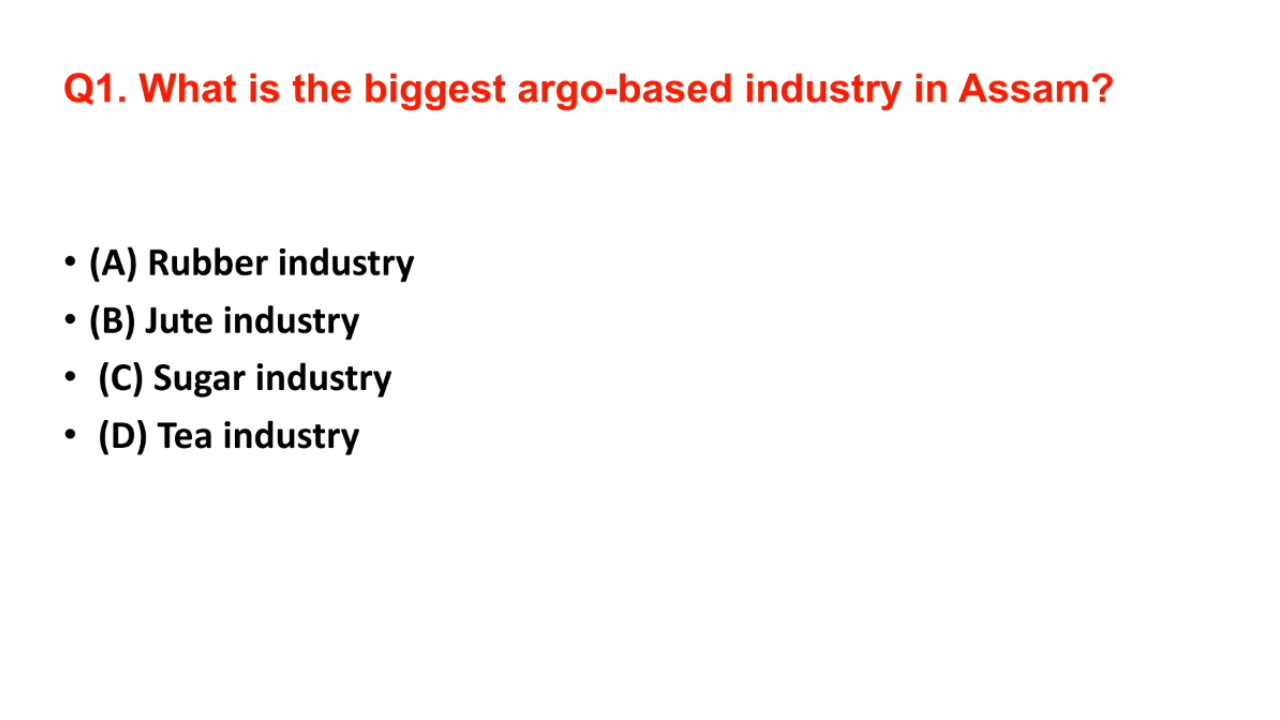 Q1. What is the biggest argo-based industry in Assam?
• (A) Rubber industry
• (B) Jute industry
• (C) Sugar industry
• (D) Tea industry